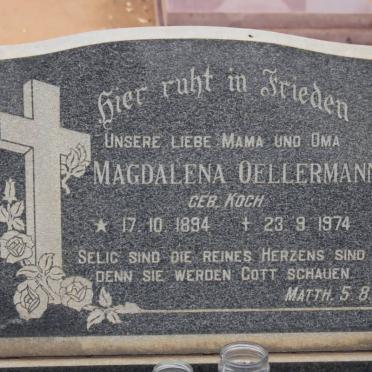 Hier ruht in Frieden
UNSERE LIEBE MAMA UND OMA
MAGDALENA OELLERMANN
GEB. KOCH
★ 17. 10. 1894 + 23. 9. 1974
SELIG SIND DIE REINES HERZENS SIND
DENN SIE WERDEN GOTT SCHAUEN.
MATTH. 5. 8